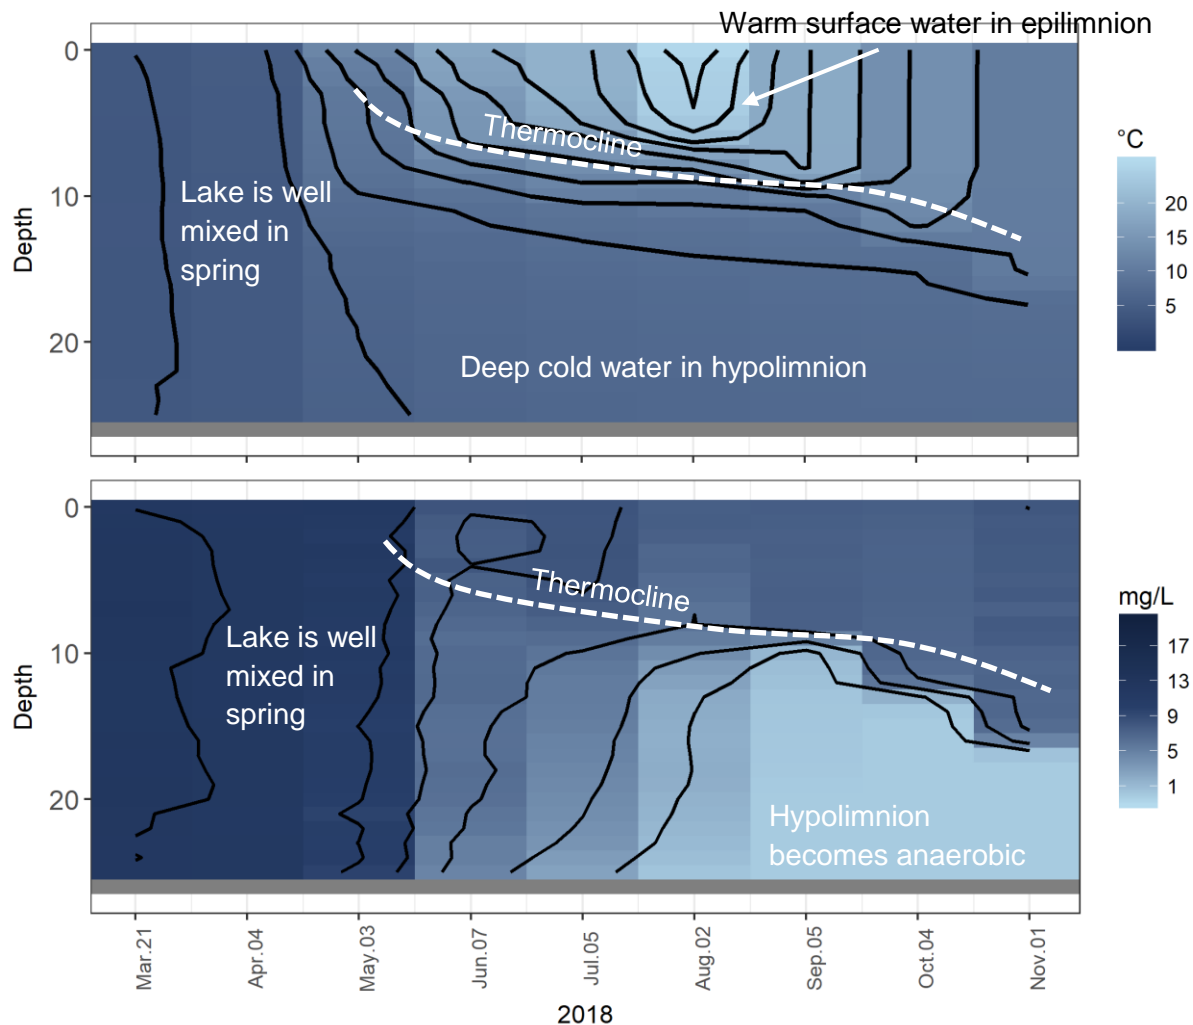 Warm surface water in epilimnion
0
10
20
Depth
Thermocline
Lake is well
mixed in
spring
Deep cold water in hypolimnion
°C
20
15
10
5
0
10
20
Depth
Thermocline
Lake is well
mixed in
spring
Hypolimnion
becomes anaerobic
mg/L
17
13
9
5
1
Mar.21
Apr.04
May.03
Jun.07
Jul.05
Aug.02
Sep.05
Oct.04
Nov.01
2018